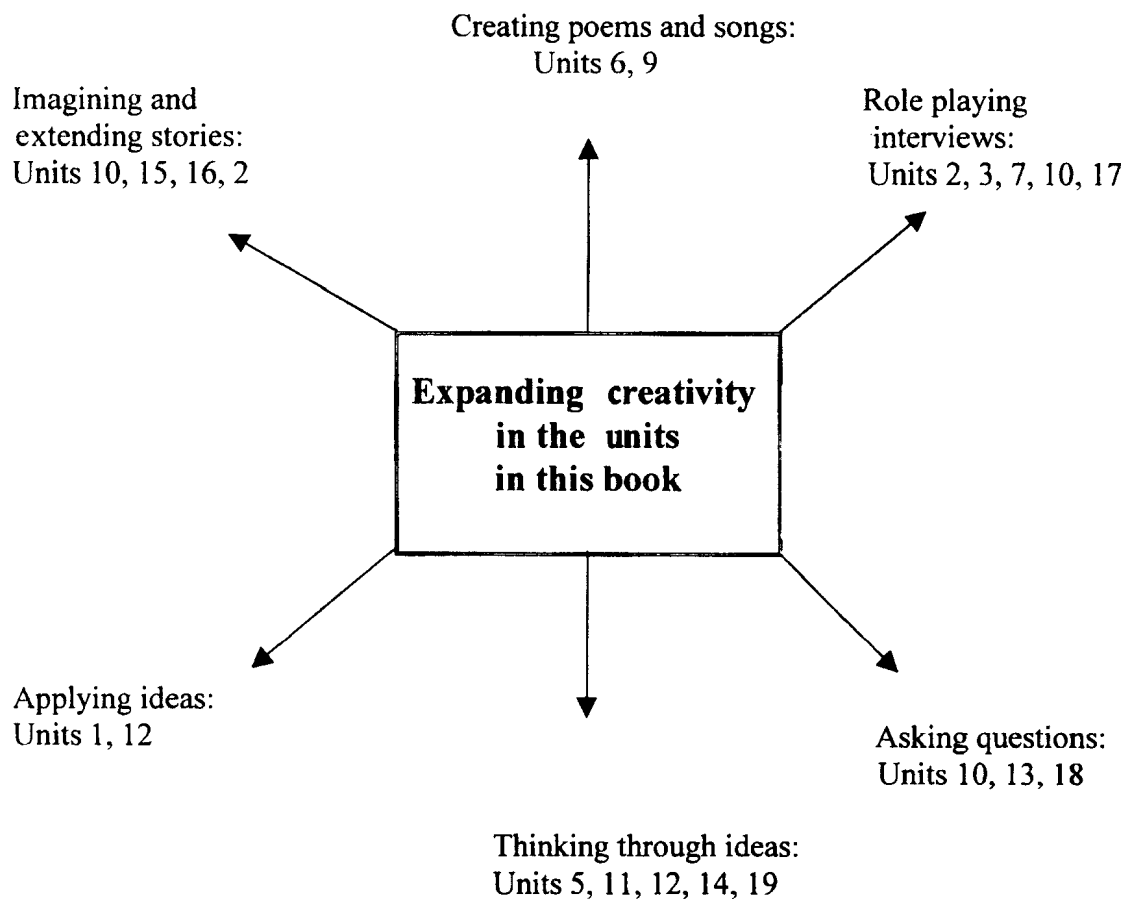 Creating poems and songs:
Units 6, 9
Imagining and
extending stories:
Units 10, 15, 16, 2
Role playing
interviews:
Units 2, 3, 7, 10, 17
Expanding creativity
in the units
in this book
Applying ideas:
Units 1, 12
Asking questions:
Units 10, 13, 18
Thinking through ideas:
Units 5, 11, 12, 14, 19